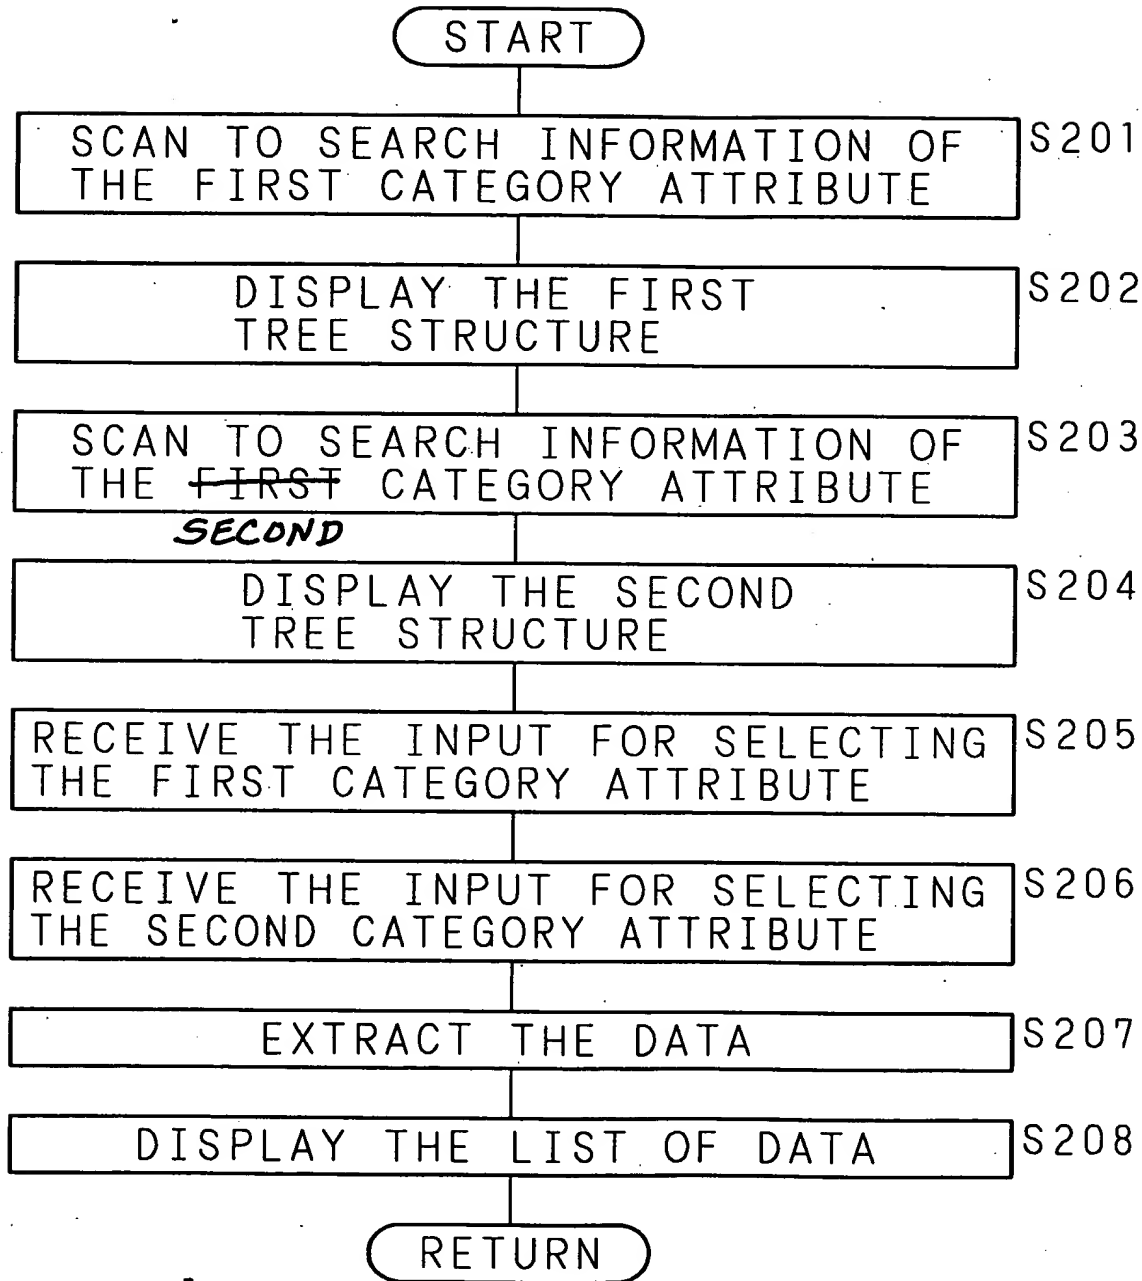 START
SCAN TO SEARCH INFORMATION OF
THE FIRST CATEGORY ATTRIBUTE
S201
DISPLAY THE FIRST
TREE STRUCTURE
S202
SCAN TO SEARCH INFORMATION OF
THE FIRST CATEGORY ATTRIBUTE
SECOND
S203
DISPLAY THE SECOND
TREE STRUCTURE
S204
RECEIVE THE INPUT FOR SELECTING
THE FIRST CATEGORY ATTRIBUTE
S205
RECEIVE THE INPUT FOR SELECTING
THE SECOND CATEGORY ATTRIBUTE
S206
EXTRACT THE DATA
S207
DISPLAY THE LIST OF DATA
S208
RETURN